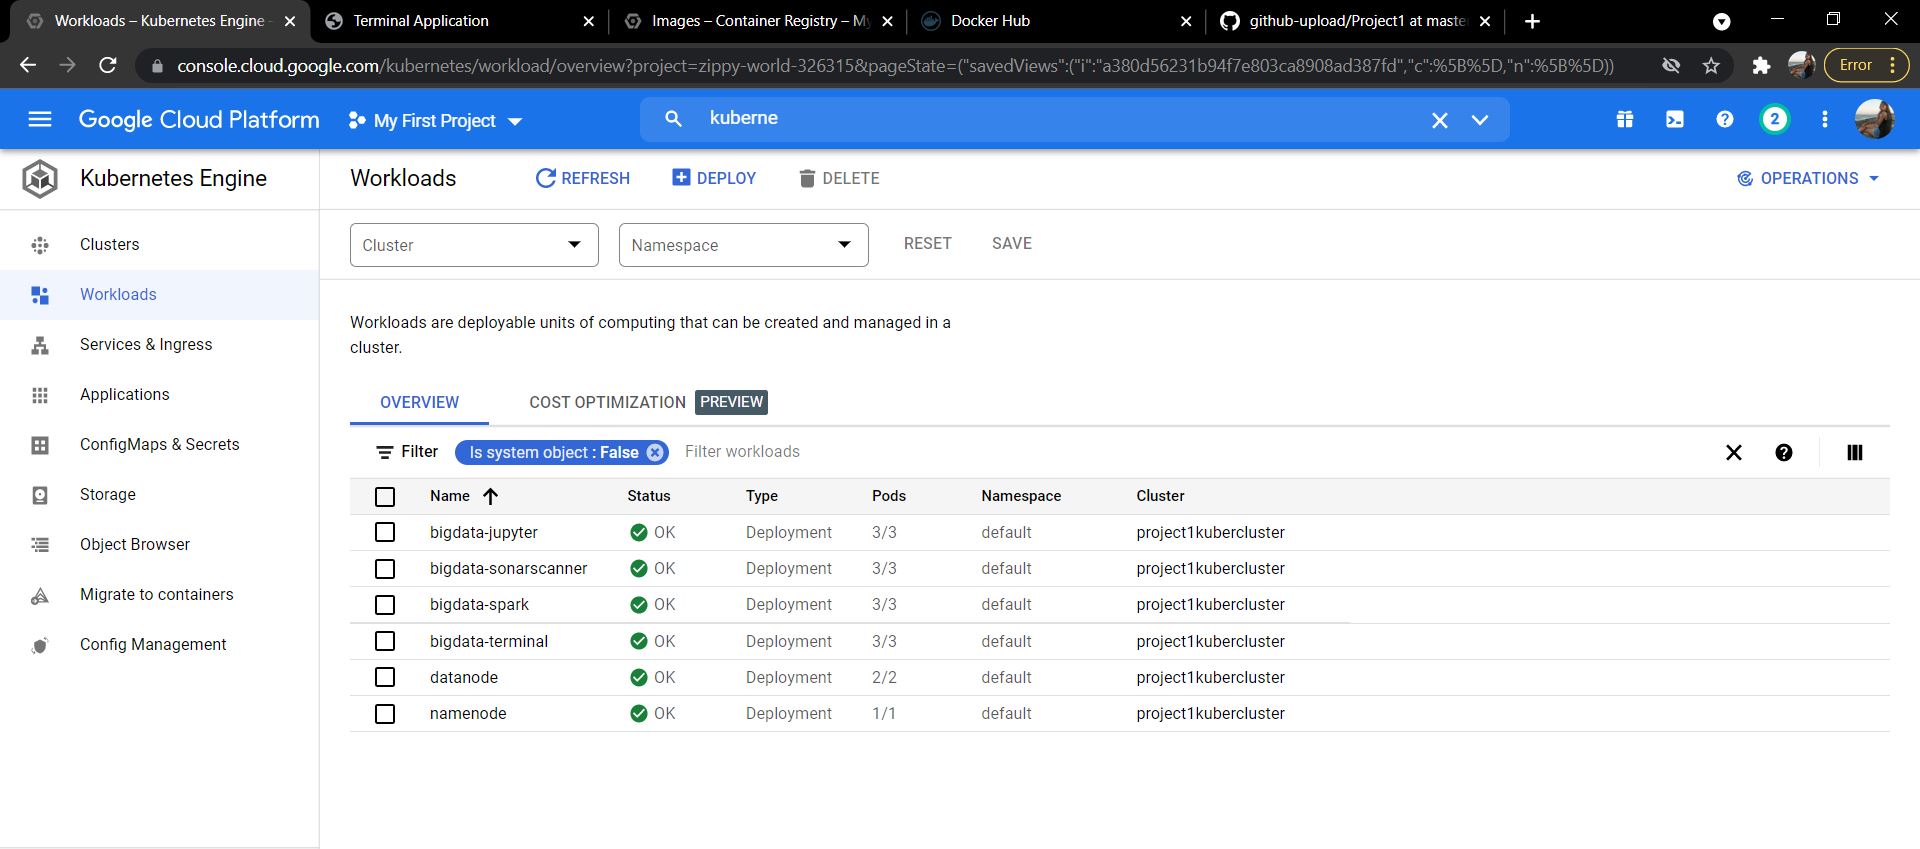 Workloads – Kubernetes Engine -
Terminal Application
Images – Container Registry – My
Docker Hub
github-upload/Project1 at master
console.cloud.google.com/kubernetes/workload/overview?project=zippy-world-326315&pageState=("savedViews":("i":"a380d56231b94f7e803ca8908ad387fd","c":%5B%5D,"n":%5B%5D))
Error
Google Cloud Platform
My First Project
kuberne
2
Kubernetes Engine
Workloads
REFRESH
DEPLOY
DELETE
OPERATIONS
Clusters
Workloads
Services & Ingress
Applications
ConfigMaps & Secrets
Storage
Object Browser
Migrate to containers
Config Management
Cluster
Namespace
RESET
SAVE
Workloads are deployable units of computing that can be created and managed in a
cluster.
OVERVIEW
COST OPTIMIZATION PREVIEW
Filter
Is system object : False
Filter workloads
Name Status Type Pods Namespace Cluster
bigdata-jupyter OK Deployment 3/3 default project1kubercluster
bigdata-sonarscanner OK Deployment 3/3 default project1kubercluster
bigdata-spark OK Deployment 3/3 default project1kubercluster
bigdata-terminal OK Deployment 3/3 default project1kubercluster
datanode OK Deployment 2/2 default project1kubercluster
namenode OK Deployment 1/1 default project1kubercluster